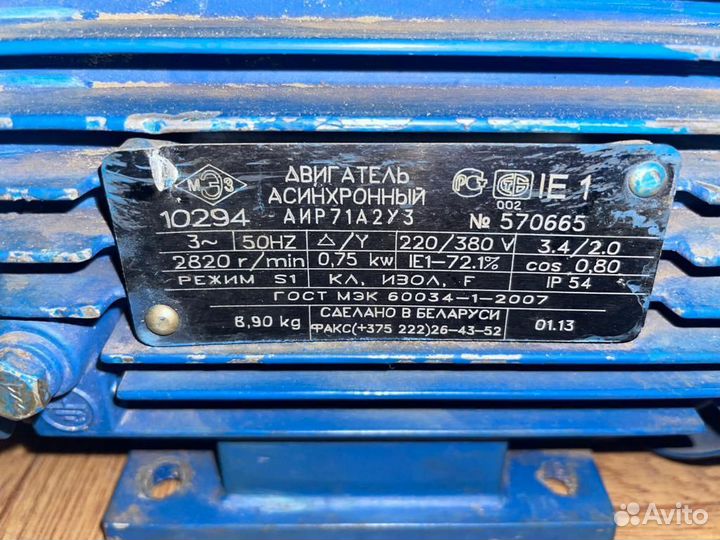 МЭЗ ДВИГАТЕЛЬ АСИНХРОННЫЙ РСТ СТБ 002 IE 1
10294 АИР71А2У3 № 570665
3~ 50HZ △/Y 220/380 V 3.4/2.0
2820 r/min 0,75 kw IE1-72.1% cos 0,80
РЕЖИМ S1 КЛ, ИЗОЛ, F IP 54
ГОСТ МЭК 60034-1-2007
8,90 kg СДЕЛАНО В БЕЛАРУСИ 01.13
ФАКС(+375 222)26-43-52
Avito